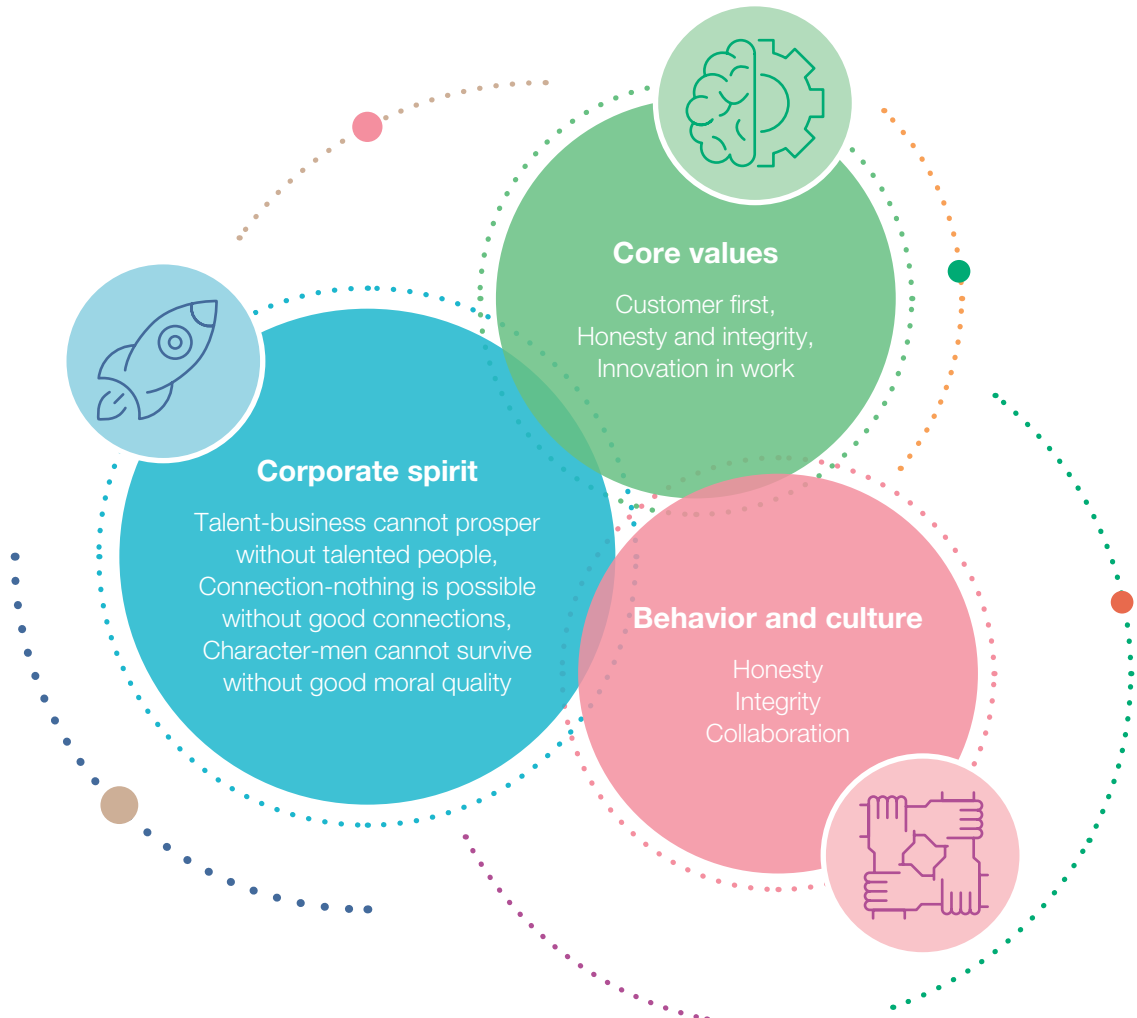 Core values
Customer first,
Honesty and integrity,
Innovation in work
Corporate spirit
Talent-business cannot prosper
without talented people,
Connection-nothing is possible
without good connections,
Character-men cannot survive
without good moral quality
Behavior and culture
Honesty
Integrity
Collaboration